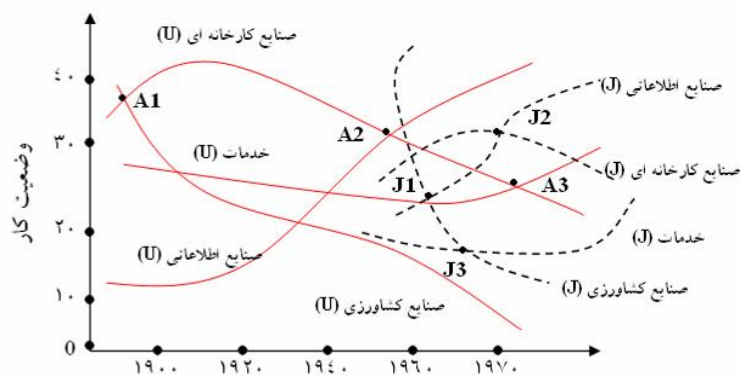 صنایع کارخانه ای (U)
۴۰
صنایع اطلاعاتی (J)
A1
J2
A2
۳۰
خدمات (U)
صنایع کارخانه ای (J)
J1
A3
وضعیت کار
۲۰
خدمات (J)
صنایع اطلاعاتی (U)
J3
صنایع کشاورزی (J)
۱۰
صنایع کشاورزی (U)
0
۱۹۰۰ ۱۹۲۰ ۱۹۴۰ ۱۹۶۰ ۱۹۷۰